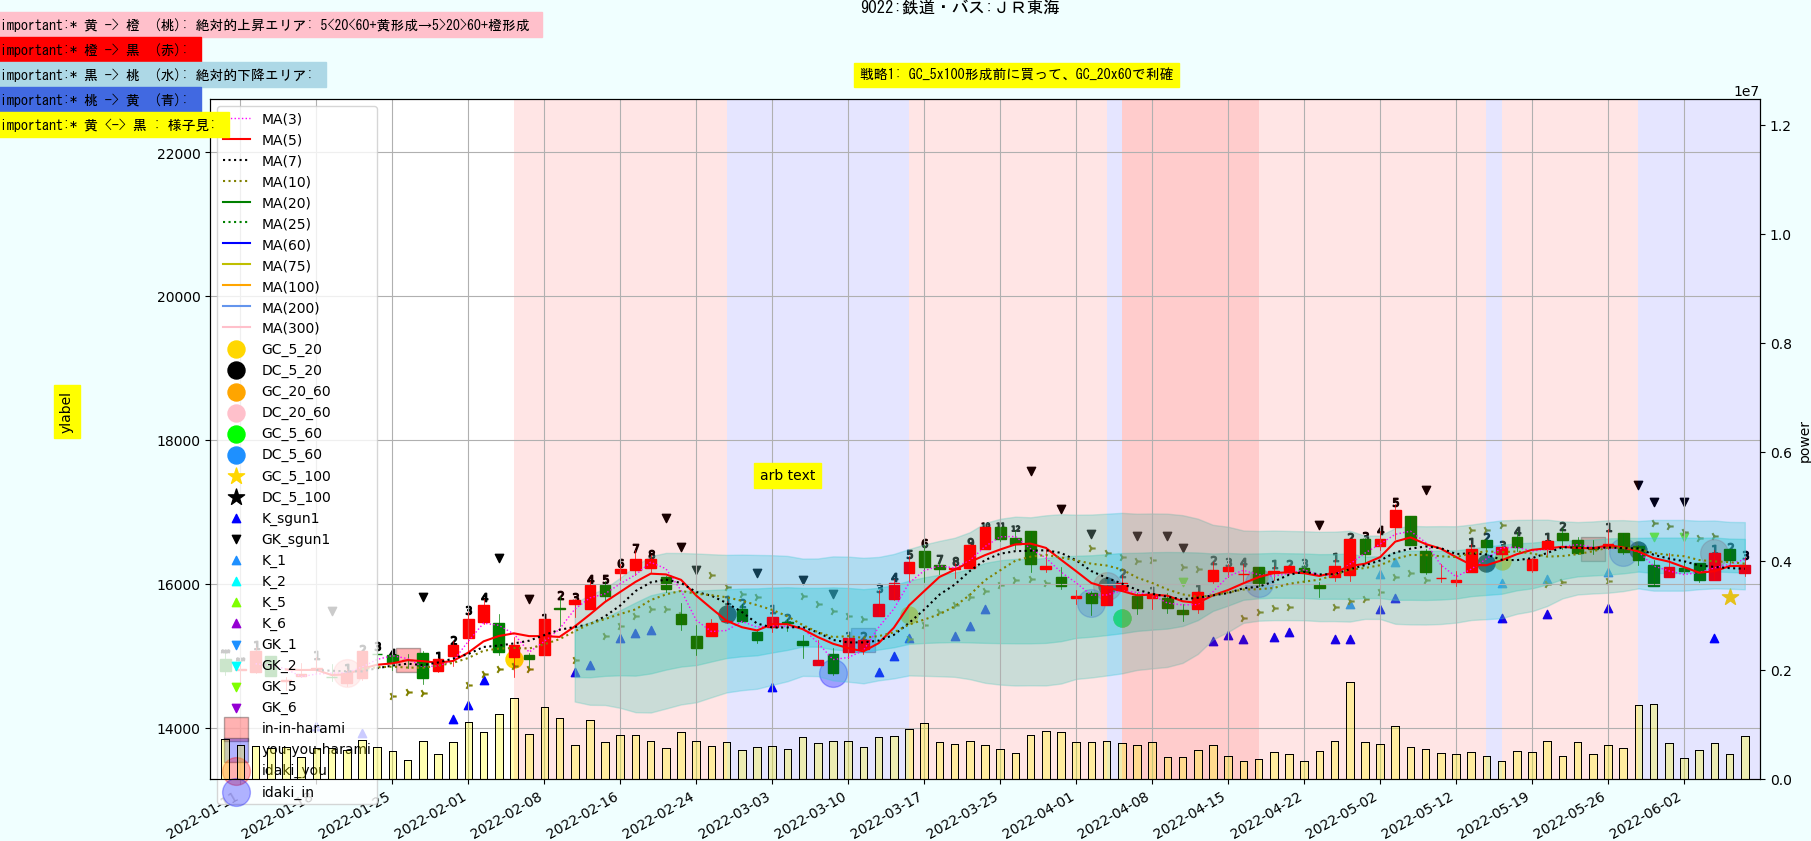 9022:鉄道・バス:ＪＲ東海
important:* 黄 -> 橙 (桃): 絶対的上昇エリア: 5<20<60+黄形成→5>20>60+橙形成
important:* 橙 -> 黒 (赤):
important:* 黒 -> 桃 (水): 絶対的下降エリア:
戦略1: GC_5x100形成前に買って、GC_20x60で利確
important:* 桃 -> 黄 (青):
important:* 黄 <-> 黒 : 様子見:
1e7
MA(3)
MA(5)
MA(7)
MA(10)
MA(20)
MA(25)
MA(60)
MA(75)
MA(100)
MA(200)
MA(300)
GC_5_20
DC_5_20
GC_20_60
DC_20_60
GC_5_60
DC_5_60
GC_5_100
DC_5_100
K_sgun1
GK_sgun1
K_1
K_2
K_5
K_6
GK_1
GK_2
GK_5
GK_6
in-in-harami
you-you-harami
idaki_you
idaki_in
22000
20000
18000
16000
14000
ylabel
arb text
1.2
1.0
0.8
0.6
0.4
0.2
0.0
power
2022-01-25
2022-02-01
2022-02-08
2022-02-16
2022-02-24
2022-03-03
2022-03-10
2022-03-17
2022-03-25
2022-04-01
2022-04-08
2022-04-15
2022-04-22
2022-05-02
2022-05-12
2022-05-19
2022-05-26
2022-06-02